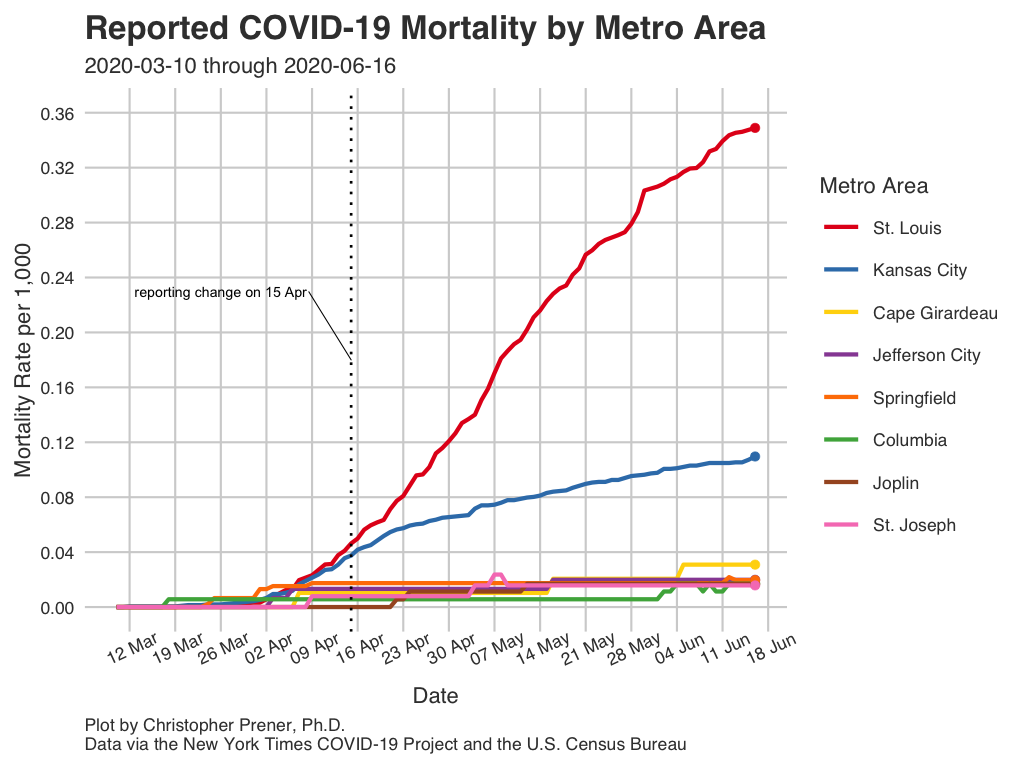 Reported COVID-19 Mortality by Metro Area
2020-03-10 through 2020-06-16
Mortality Rate per 1,000
0.36
0.32
0.28
0.24
0.20
0.16
0.12
0.08
0.04
0.00
reporting change on 15 Apr
12 Mar
19 Mar
26 Mar
02 Apr
09 Apr
16 Apr
23 Apr
30 Apr
07 May
14 May
21 May
28 May
04 Jun
11 Jun
18 Jun
Date
Metro Area
St. Louis
Kansas City
Cape Girardeau
Jefferson City
Springfield
Columbia
Joplin
St. Joseph
Plot by Christopher Prener, Ph.D.
Data via the New York Times COVID-19 Project and the U.S. Census Bureau